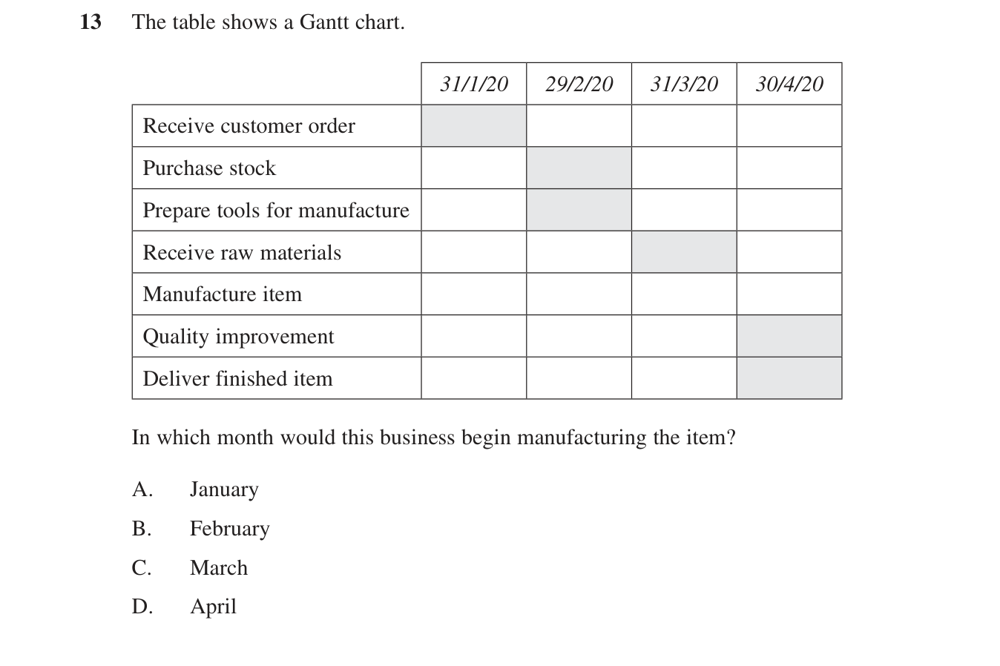 13 The table shows a Gantt chart.
31/1/20 29/2/20 31/3/20 30/4/20
Receive customer order
Purchase stock
Prepare tools for manufacture
Receive raw materials
Manufacture item
Quality improvement
Deliver finished item
In which month would this business begin manufacturing the item?
A. January
B. February
C. March
D. April